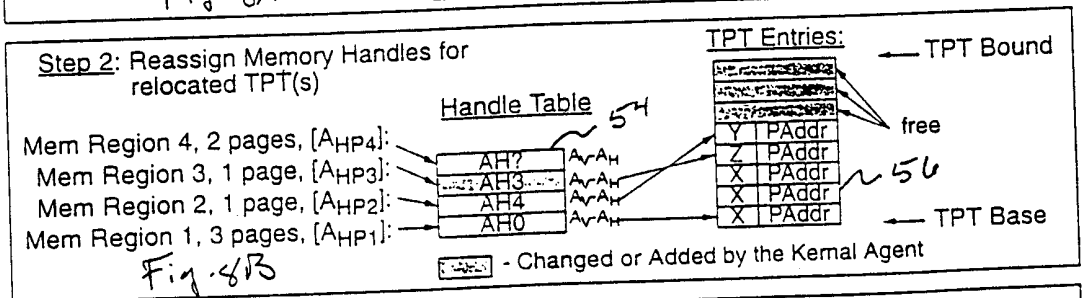 Step 2: Reassign Memory Handles for
relocated TPT(s)
TPT Entries:
TPT Bound
Handle Table
54
free
Mem Region 4, 2 pages, [AHP4]:
AH?
AV-AH
Y PAddr
Mem Region 3, 1 page, [AHP3]:
AH3
AV-AH
Z PAddr
Mem Region 2, 1 page, [AHP2]:
AH4
AV-AH
X PAddr
56
X PAddr
Mem Region 1, 3 pages, [AHP1]:
AH0
AV-AH
X PAddr
TPT Base
Fig. 8B
- Changed or Added by the Kernal Agent